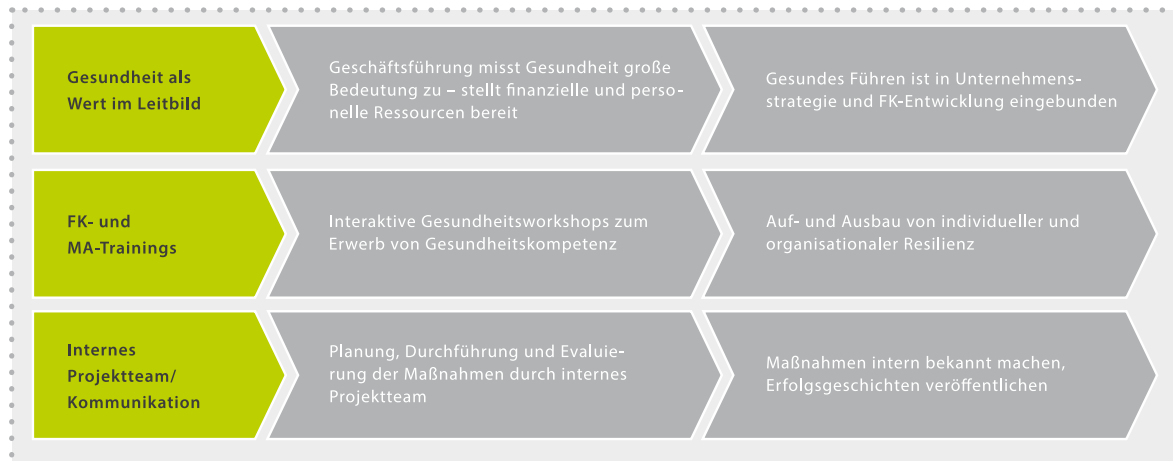 Gesundheit als
Wert im Leitbild
Geschäftsführung misst Gesundheit große
Bedeutung zu – stellt finanzielle und perso-
nelle Ressourcen bereit
Gesundes Führen ist in Unternehmens-
strategie und FK-Entwicklung eingebunden
FK- und
MA-Trainings
Interaktive Gesundheitsworkshops zum
Erwerb von Gesundheitskompetenz
Auf- und Ausbau von individueller und
organisationaler Resilienz
Internes
Projektteam/
Kommunikation
Planung, Durchführung und Evaluie-
rung der Maßnahmen durch internes
Projektteam
Maßnahmen intern bekannt machen,
Erfolgsgeschichten veröffentlichen